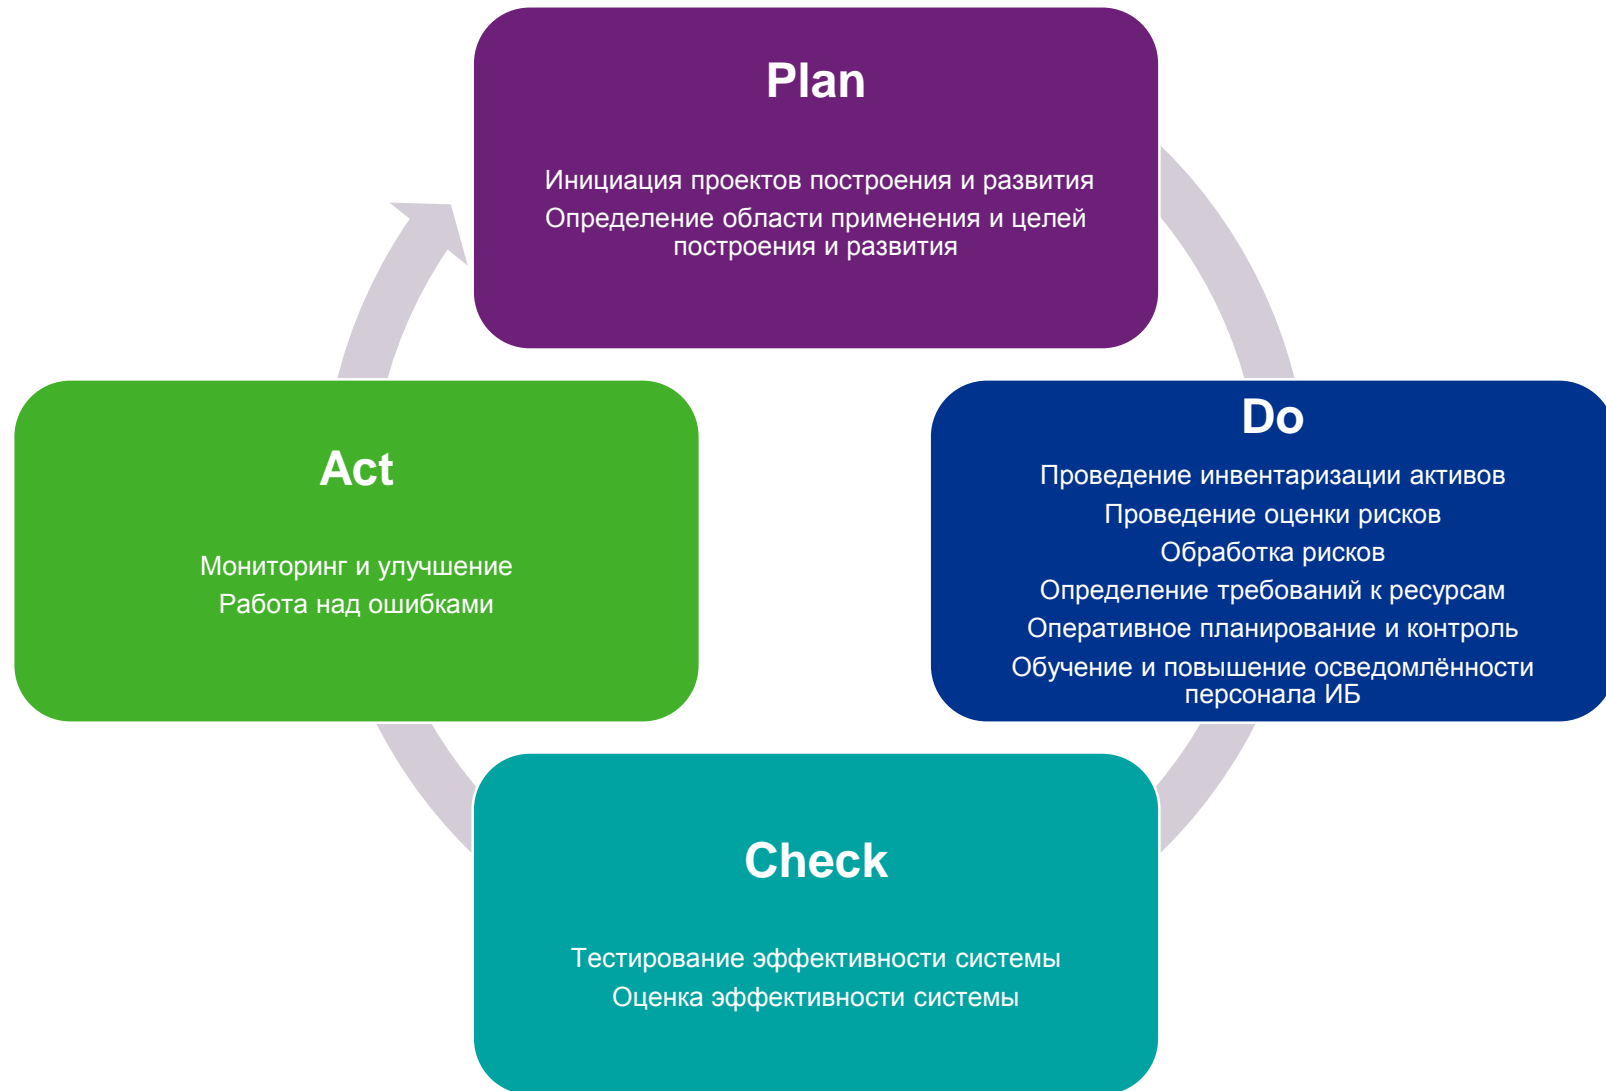 Plan
Инициация проектов построения и развития
Определение области применения и целей
построения и развития
Do
Проведение инвентаризации активов
Проведение оценки рисков
Обработка рисков
Определение требований к ресурсам
Оперативное планирование и контроль
Обучение и повышение осведомлённости
персонала ИБ
Check
Тестирование эффективности системы
Оценка эффективности системы
Act
Мониторинг и улучшение
Работа над ошибками